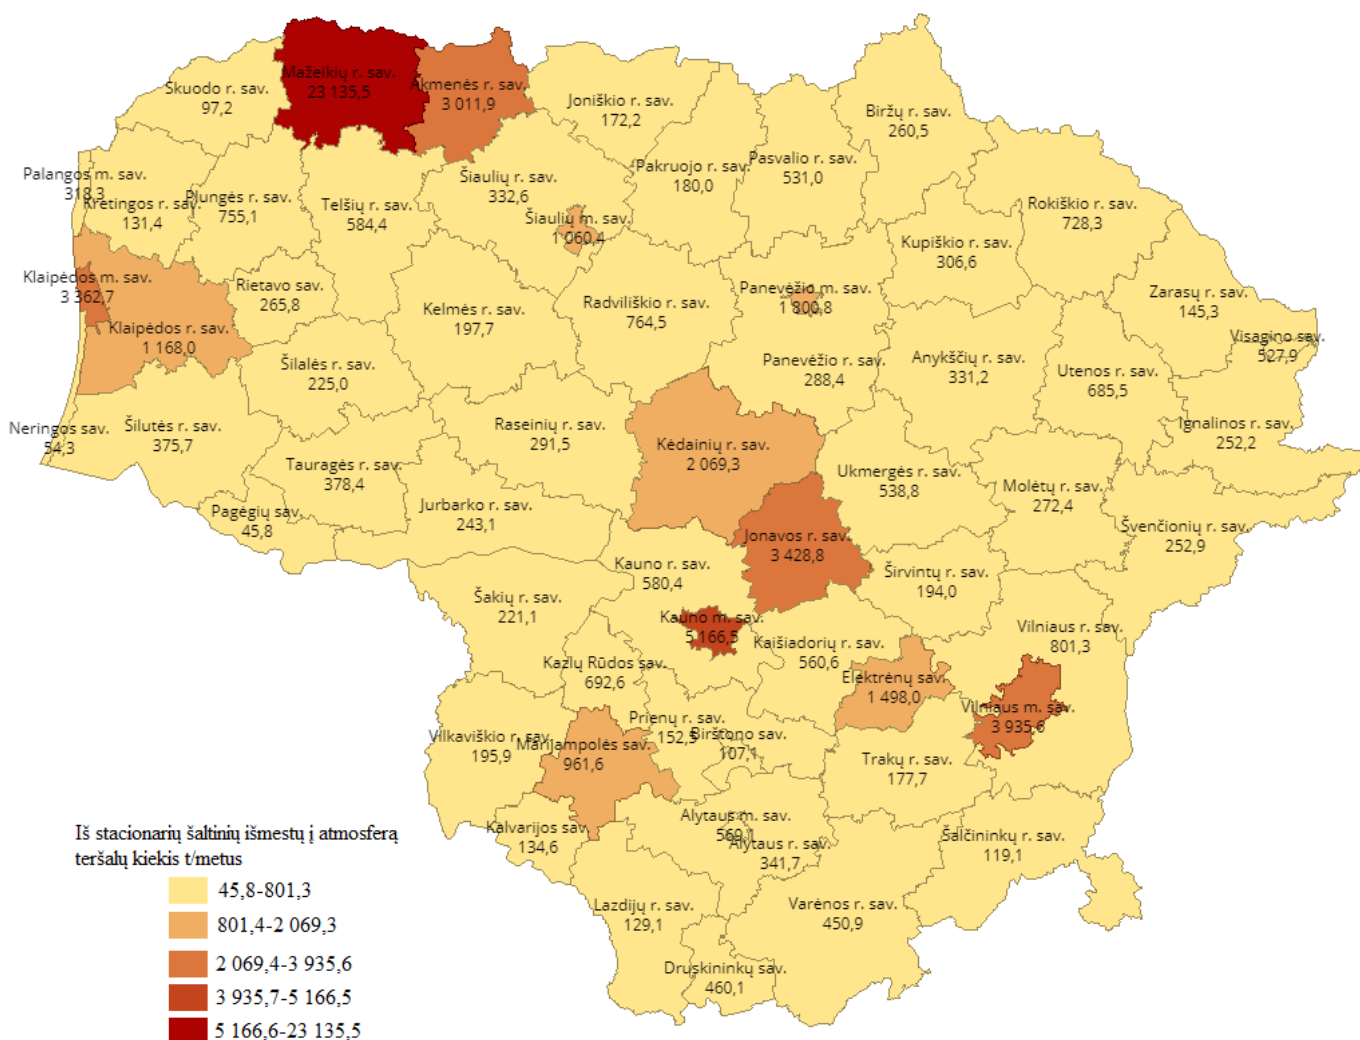 Mažeikių r. sav.
23 135,5
Akmenės r. sav.
3 011,9
Skuodo r. sav.
97,2
Joniškio r. sav.
172,2
Biržų r. sav.
260,5
Palangos m. sav.
318,3
Kretingos r. sav.
131,4
Plungės r. sav.
755,1
Telšių r. sav.
584,4
Šiaulių r. sav.
332,6
Šiaulių m. sav.
1 060,4
Pakruojo r. sav.
180,0
Pasvalio r. sav.
531,0
Rokiškio r. sav.
728,3
Kupiškio r. sav.
306,6
Klaipėdos m. sav.
3 362,7
Klaipėdos r. sav.
1 168,0
Rietavo sav.
265,8
Kelmės r. sav.
197,7
Radviliškio r. sav.
764,5
Panevėžio m. sav.
1 800,8
Zarasų r. sav.
145,3
Visagino sav.
527,9
Šilalės r. sav.
225,0
Panevėžio r. sav.
288,4
Anykščių r. sav.
331,2
Utenos r. sav.
685,5
Neringos sav.
54,3
Šilutės r. sav.
375,7
Raseinių r. sav.
291,5
Kėdainių r. sav.
2 069,3
Ignalinos r. sav.
252,2
Tauragės r. sav.
378,4
Ukmergės r. sav.
538,8
Molėtų r. sav.
272,4
Pagėgių sav.
45,8
Jurbarko r. sav.
243,1
Jonavos r. sav.
3 428,8
Švenčionių r. sav.
252,9
Kauno r. sav.
580,4
Širvintų r. sav.
194,0
Šakių r. sav.
221,1
Kauno m. sav.
5 166,5
Kaišiadorių r. sav.
560,6
Vilniaus r. sav.
801,3
Kazlų Rūdos sav.
692,6
Elektrėnų sav.
1 498,0
Vilniaus m. sav.
3 935,6
Prienų r. sav.
152,5
Birštono sav.
107,1
Vilkaviškio r. sav.
195,9
Marijampolės sav.
961,6
Trakų r. sav.
177,7
Kalvarijos sav.
134,6
Alytaus m. sav.
569,1
Alytaus r. sav.
341,7
Šalčininkų r. sav.
119,1
Lazdijų r. sav.
129,1
Varėnos r. sav.
450,9
Druskininkų sav.
460,1
Iš stacionarių šaltinių išmestų į atmosferą
teršalų kiekis t/metus
45,8-801,3
801,4-2 069,3
2 069,4-3 935,6
3 935,7-5 166,5
5 166,6-23 135,5